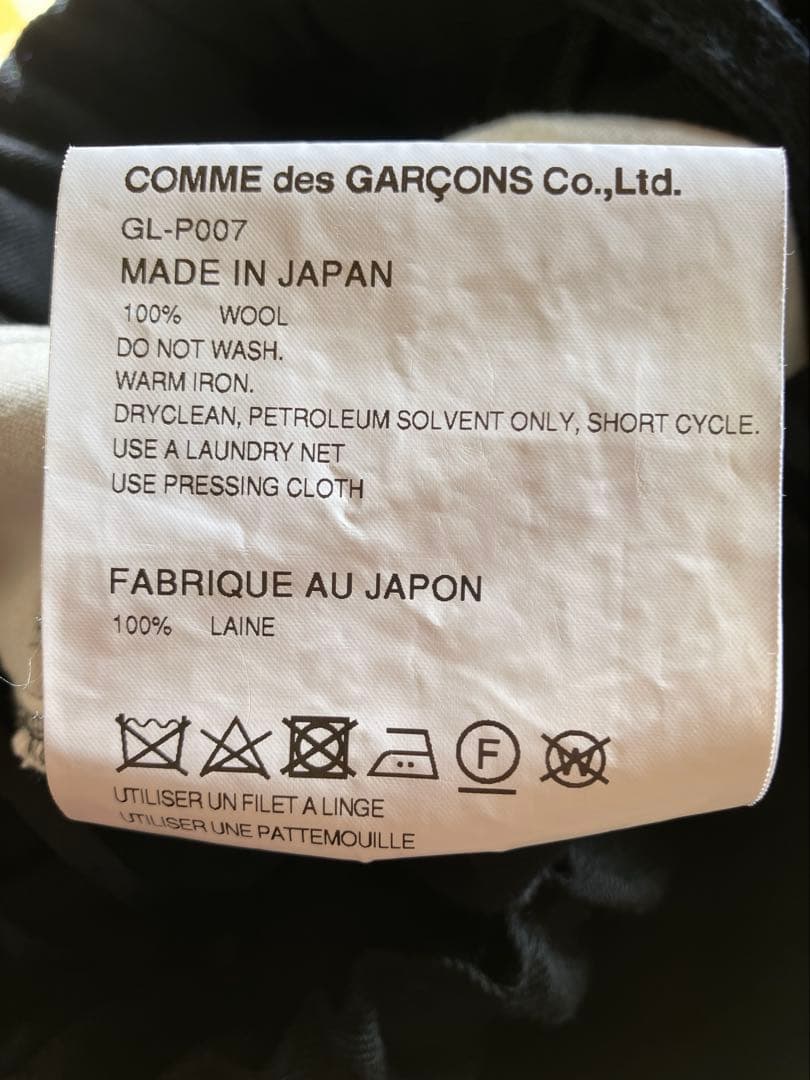 COMME des GARÇONS Co.,Ltd.
GL-P007
MADE IN JAPAN
100% WOOL
DO NOT WASH.
WARM IRON.
DRYCLEAN, PETROLEUM SOLVENT ONLY, SHORT CYCLE.
USE A LAUNDRY NET
USE PRESSING CLOTH
FABRIQUE AU JAPON
100% LAINE
F W
UTILISER UN FILET A LINGE
UTILISER UNE PATTEMOUILLE